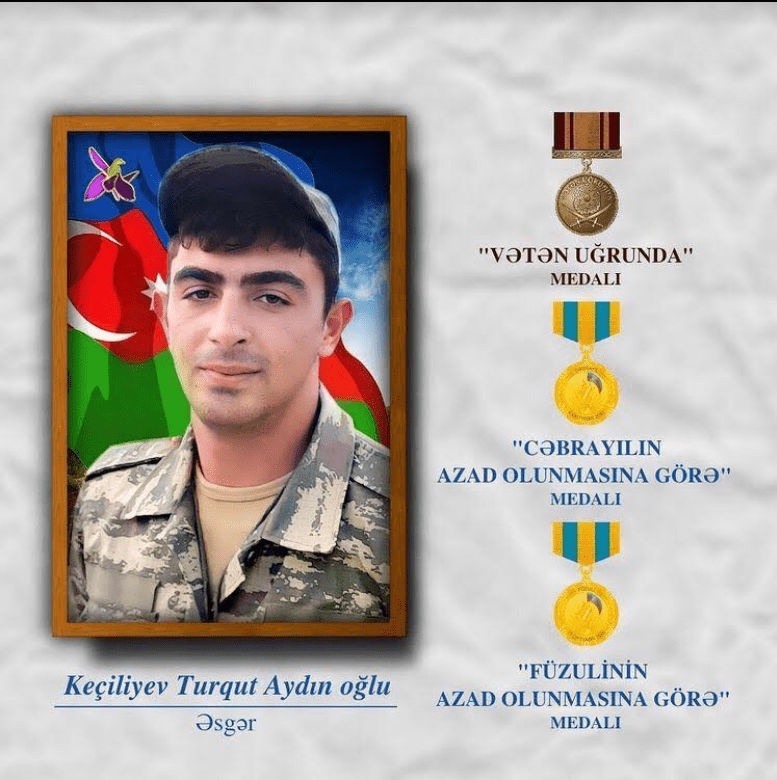 "VƏTƏN UĞRUNDA"
MEDALI
"CƏBRAYILIN
AZAD OLUNMASINA GÖRƏ"
MEDALI
"FÜZULİNİN
AZAD OLUNMASINA GÖRƏ"
MEDALI
Keçiliyev Turqut Aydın oğlu
Əsgər